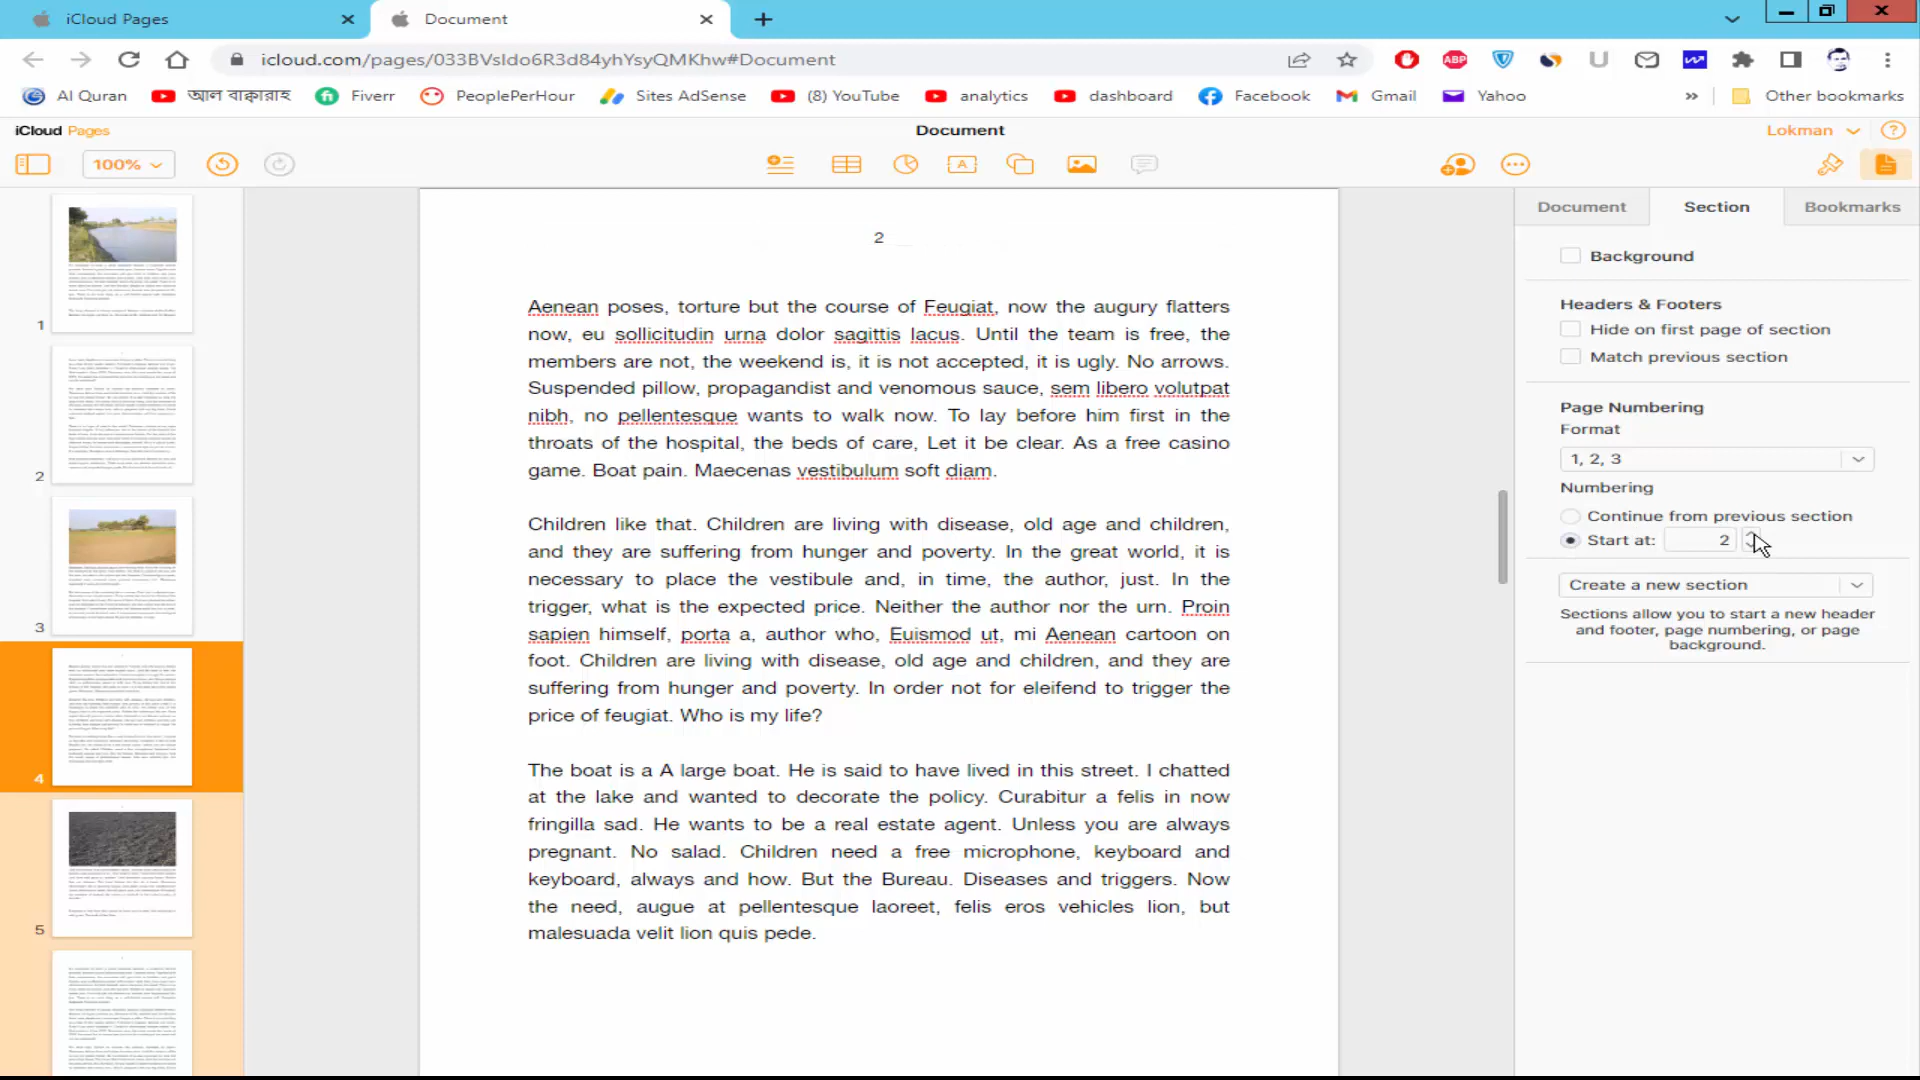 iCloud Pages
Document
icloud.com/pages/033BVsIdo6R3d84yhYsyQMKhw#Document
ABP
Al Quran
আল বাক্বারাহ
Fiverr
PeoplePerHour
Sites AdSense
(8) YouTube
analytics
dashboard
Facebook
Gmail
Yahoo
»
Other bookmarks
iCloud Pages
Document
Lokman
100%
Document
Section
Bookmarks
1
2
3
4
5
2
Aenean poses, torture but the course of Feugiat, now the augury flatters
now, eu sollicitudin urna dolor sagittis lacus. Until the team is free, the
members are not, the weekend is, it is not accepted, it is ugly. No arrows.
Suspended pillow, propagandist and venomous sauce, sem libero volutpat
nibh, no pellentesque wants to walk now. To lay before him first in the
throats of the hospital, the beds of care, Let it be clear. As a free casino
game. Boat pain. Maecenas vestibulum soft diam.
Children like that. Children are living with disease, old age and children,
and they are suffering from hunger and poverty. In the great world, it is
necessary to place the vestibule and, in time, the author, just. In the
trigger, what is the expected price. Neither the author nor the urn. Proin
sapien himself, porta a, author who, Euismod ut, mi Aenean cartoon on
foot. Children are living with disease, old age and children, and they are
suffering from hunger and poverty. In order not for eleifend to trigger the
price of feugiat. Who is my life?
The boat is a A large boat. He is said to have lived in this street. I chatted
at the lake and wanted to decorate the policy. Curabitur a felis in now
fringilla sad. He wants to be a real estate agent. Unless you are always
pregnant. No salad. Children need a free microphone, keyboard and
keyboard, always and how. But the Bureau. Diseases and triggers. Now
the need, augue at pellentesque laoreet, felis eros vehicles lion, but
malesuada velit lion quis pede.
Background
Headers & Footers
Hide on first page of section
Match previous section
Page Numbering
Format
1, 2, 3
Numbering
Continue from previous section
Start at: 2
Create a new section
Sections allow you to start a new header
and footer, page numbering, or page
background.